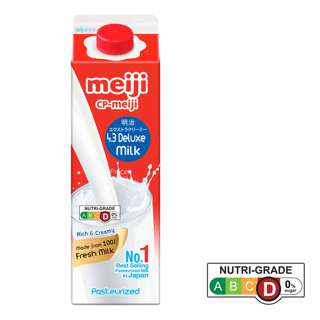 meiji
CP-meiji
明治
エクストラクリーミー
4.3 Deluxe
Milk
NUTRI-GRADE
A B C D
Rich & Creamy
made from 100%
Fresh Milk
No.1
Best Selling
Pasteurized Milk
in Japan
Pasteurized
NUTRI-GRADE
A B C D 0%
sugar